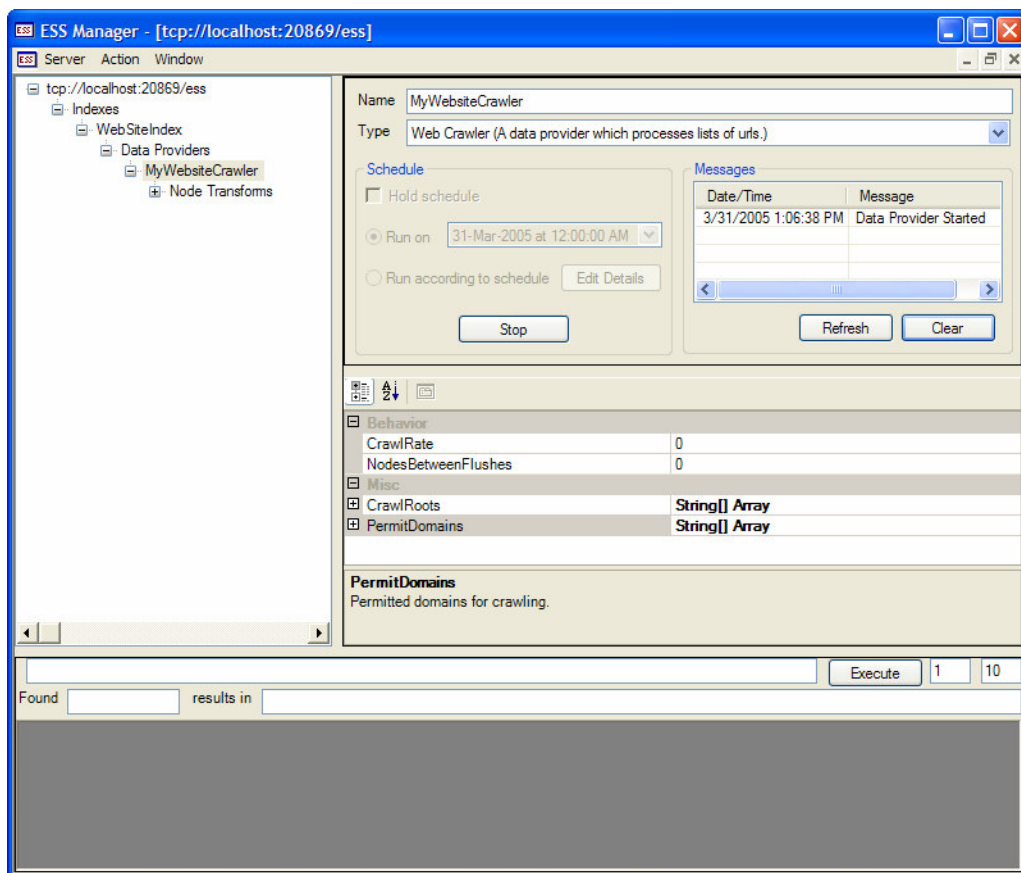 ESS Manager - [tcp://localhost:20869/ess]
ESS Server Action Window
tcp://localhost:20869/ess
Indexes
WebSiteIndex
Data Providers
MyWebsiteCrawler
Node Transforms
Name MyWebsiteCrawler
Type Web Crawler (A data provider which processes lists of urls.)
Schedule
Hold schedule
Run on 31-Mar-2005 at 12:00:00 AM
Run according to schedule Edit Details
Stop
Messages
Date/Time Message
3/31/2005 1:06:38 PM Data Provider Started
Refresh Clear
Behavior
CrawlRate 0
NodesBetweenFlushes 0
Misc
CrawlRoots String[] Array
PermitDomains String[] Array
PermitDomains
Permitted domains for crawling.
Execute 1 10
Found results in